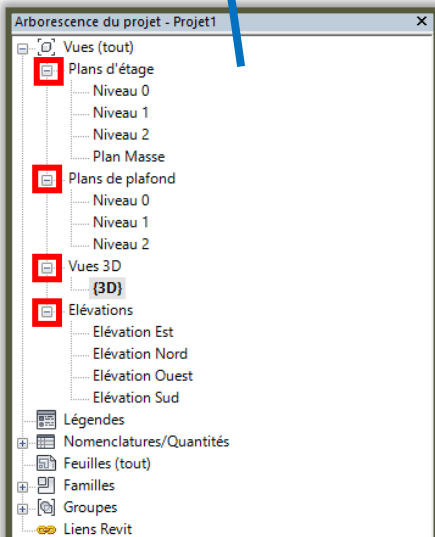 Arborescence du projet - Projet1
Vues (tout)
Plans d'étage
Niveau 0
Niveau 1
Niveau 2
Plan Masse
Plans de plafond
Niveau 0
Niveau 1
Niveau 2
Vues 3D
{3D}
Elévations
Elévation Est
Elévation Nord
Elévation Ouest
Elévation Sud
Légendes
Nomenclatures/Quantités
Feuilles (tout)
Familles
Groupes
Liens Revit